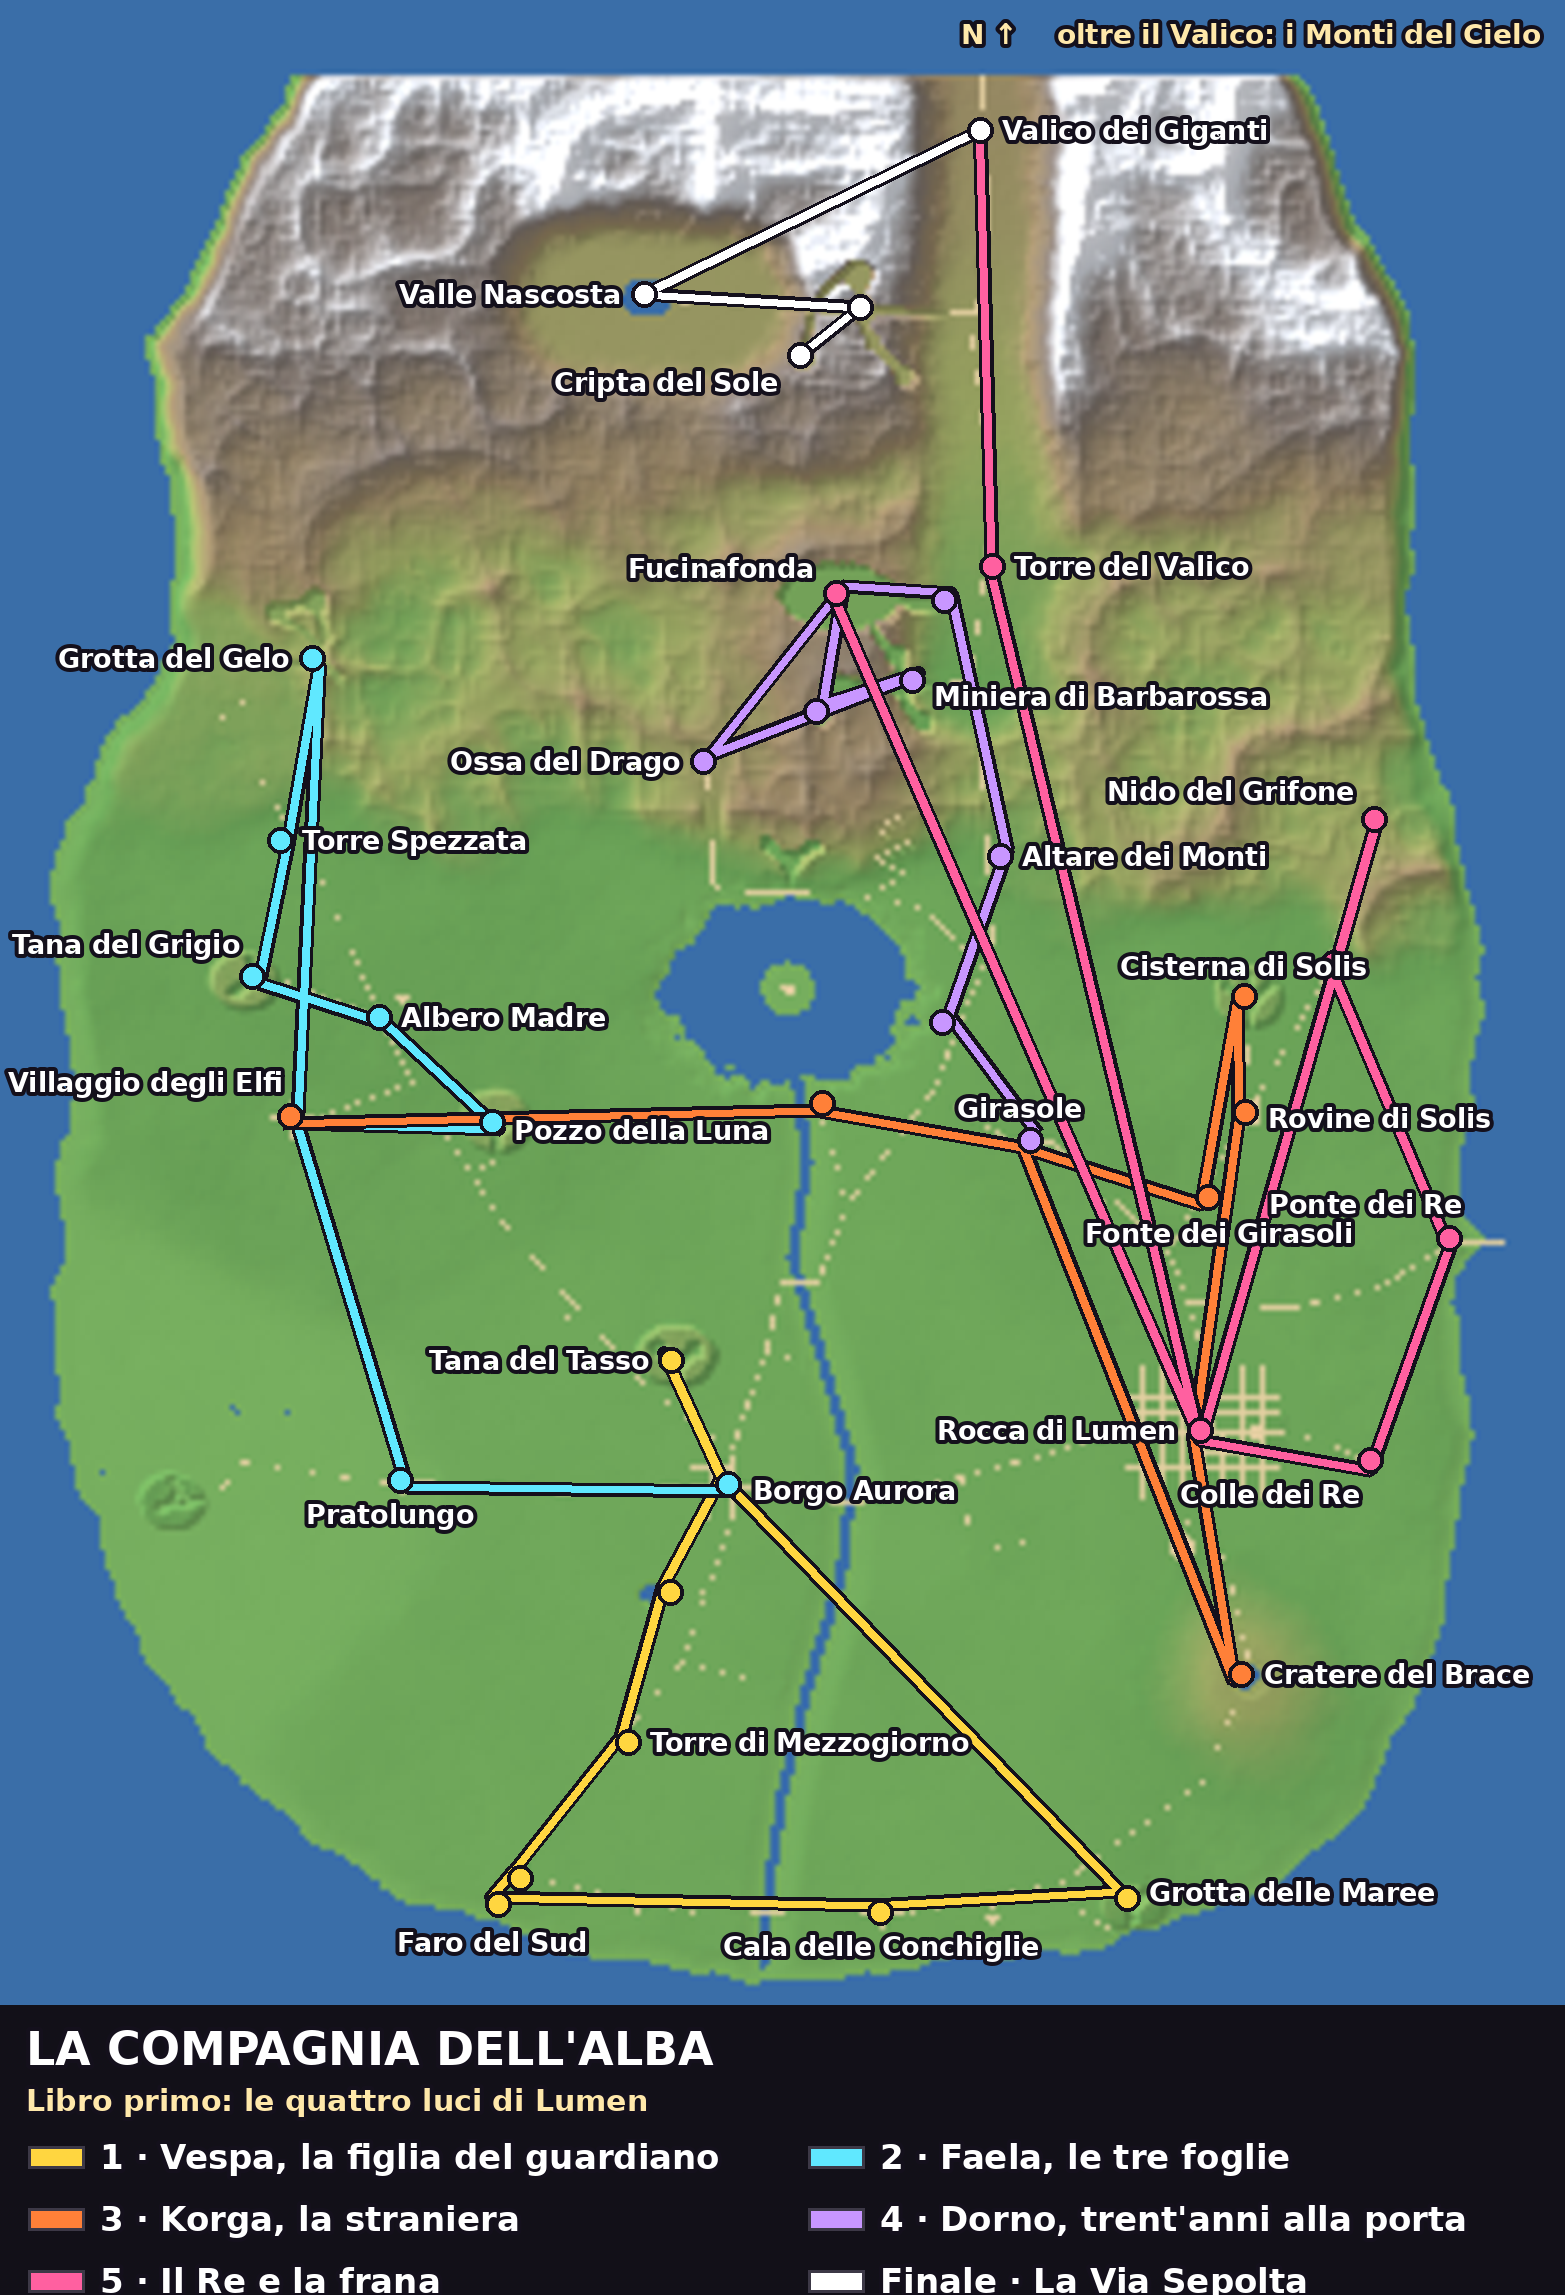 N ↑ oltre il Valico: i Monti del Cielo
Valico dei Giganti
Valle Nascosta
Cripta del Sole
Fucinafonda
Torre del Valico
Grotta del Gelo
Miniera di Barbarossa
Ossa del Drago
Nido del Grifone
Torre Spezzata
Altare dei Monti
Tana del Grigio
Cisterna di Solis
Albero Madre
Villaggio degli Elfi
Girasole
Rovine di Solis
Pozzo della Luna
Ponte dei Re
Fonte dei Girasoli
Tana del Tasso
Rocca di Lumen
Borgo Aurora
Colle dei Re
Pratolungo
Cratere del Brace
Torre di Mezzogiorno
Grotta delle Maree
Faro del Sud
Cala delle Conchiglie
LA COMPAGNIA DELL'ALBA
Libro primo: le quattro luci di Lumen
1 · Vespa, la figlia del guardiano
2 · Faela, le tre foglie
3 · Korga, la straniera
4 · Dorno, trent'anni alla porta
5 · Il Re e la frana
Finale · La Via Sepolta